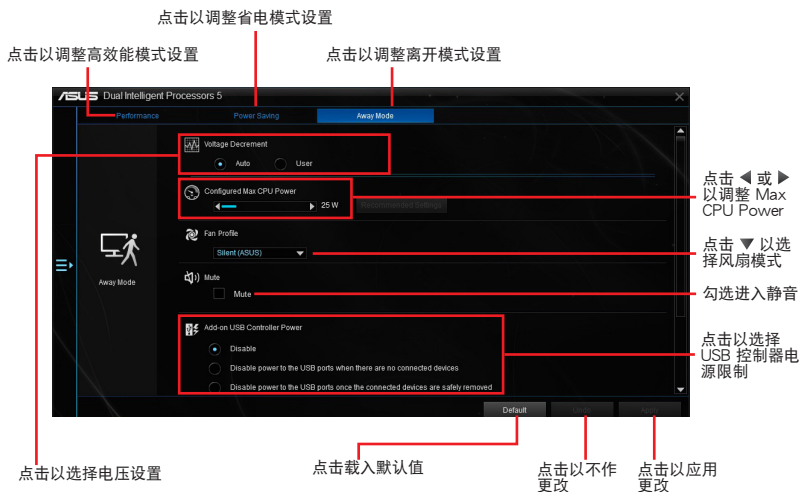 点击以调整省电模式设置
点击以调整高效能模式设置
点击以调整离开模式设置
ASUS Dual Intelligent Processors 5
Performance
Power Saving
Away Mode
Voltage Decrement
Auto
User
Configured Max CPU Power
25 W
Recommended Settings
点击 ◀ 或 ▶
以调整 Max
CPU Power
Fan Profile
Silent (ASUS)
点击 ▼ 以选
择风扇模式
Away Mode
Mute
Mute
勾选进入静音
Add-on USB Controller Power
Disable
Disable power to the USB ports when there are no connected devices
Disable power to the USB ports once the connected devices are safely removed
点击以选择
USB 控制器电
源限制
Default
Undo
Apply
点击以选择电压设置
点击载入默认值
点击以不作
更改
点击以应用
更改